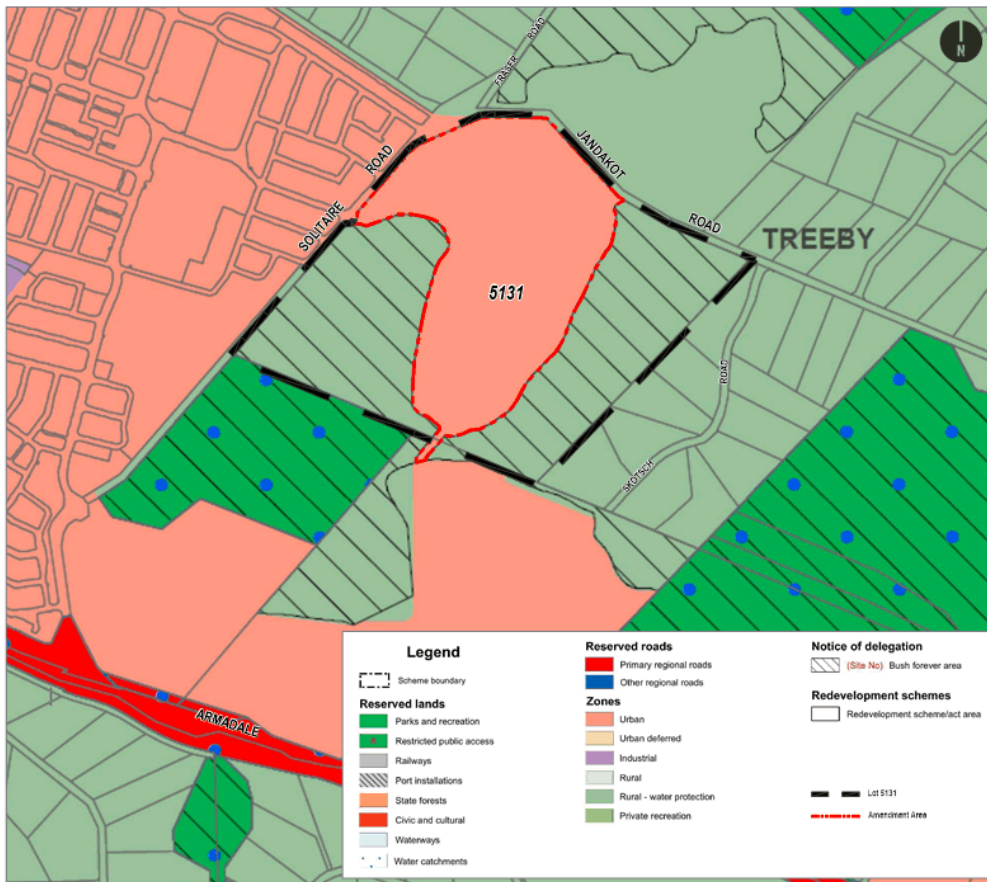 N
FRASER ROAD
SOLITAIRE ROAD
JANDAKOT ROAD
TREEBY
5131
SKOTSCH ROAD
ARMADALE
Legend
Scheme boundary
Reserved lands
Parks and recreation
Restricted public access
Railways
Port installations
State forests
Civic and cultural
Waterways
Water catchments
Reserved roads
Primary regional roads
Other regional roads
Zones
Urban
Urban deferred
Industrial
Rural
Rural - water protection
Private recreation
Notice of delegation
(Site No) Bush forever area
Redevelopment schemes
Redevelopment scheme/act area
Lot 5131
Amendment Area